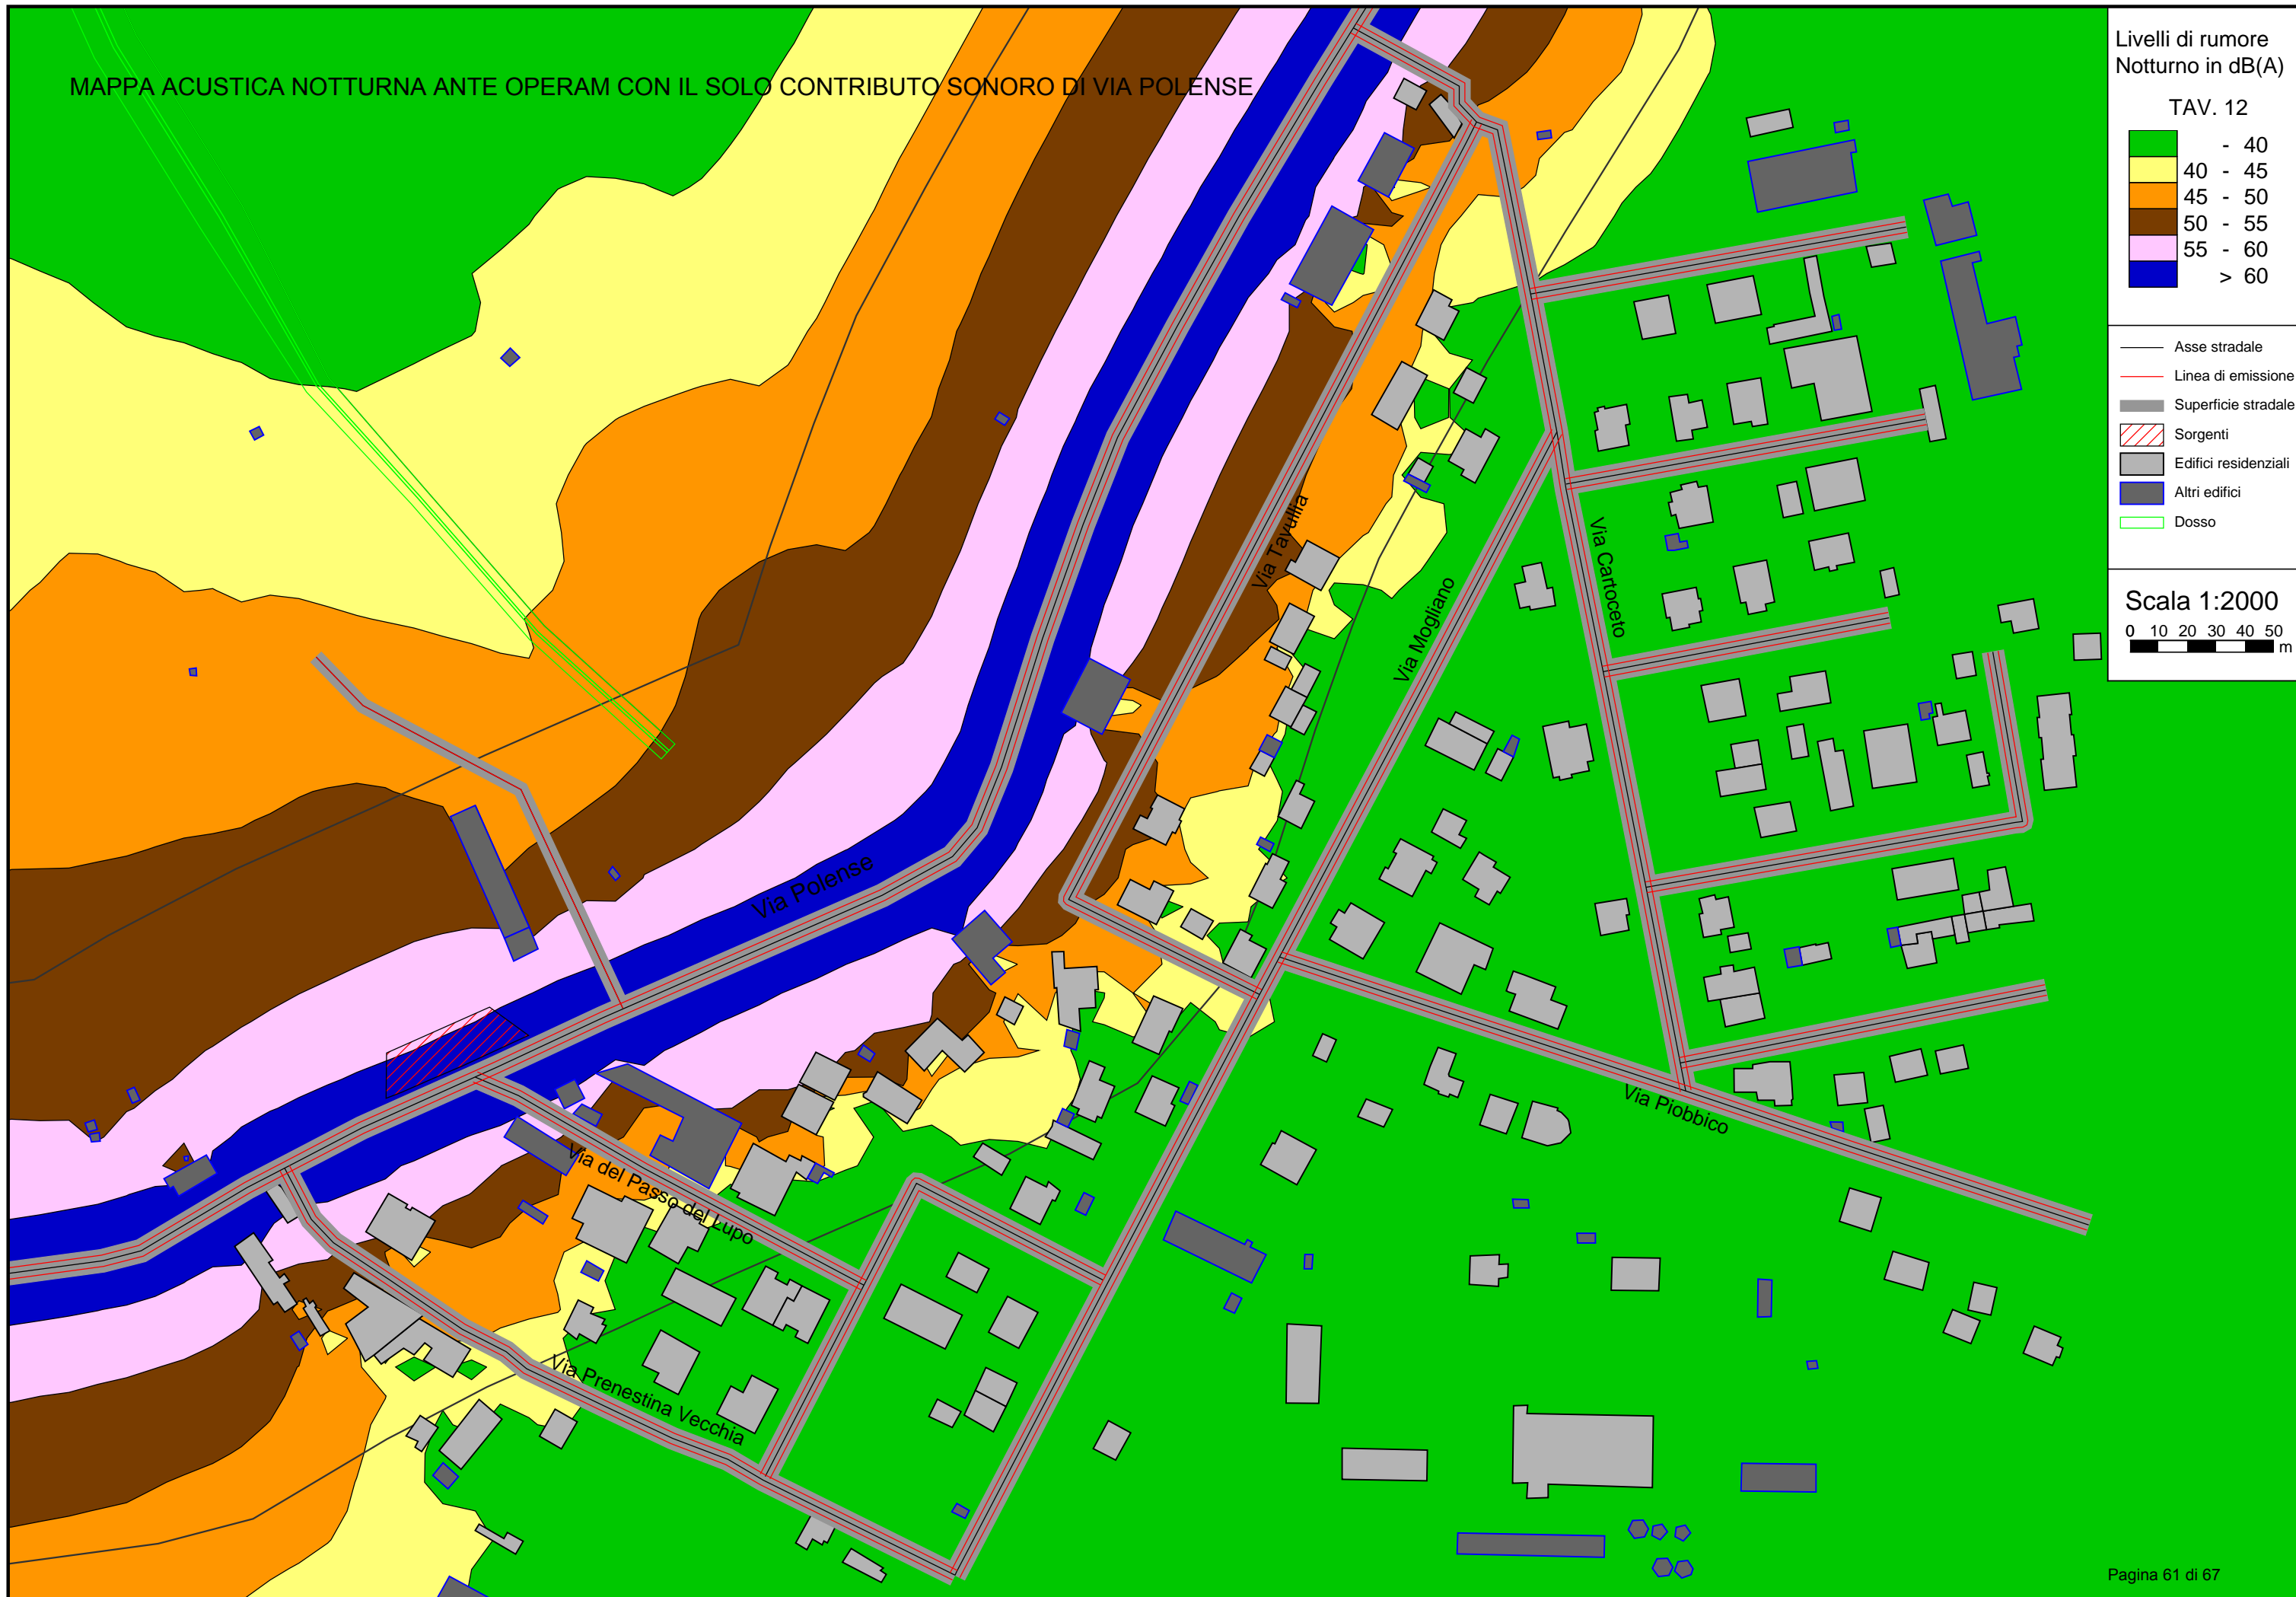 MAPPA ACUSTICA NOTTURNA ANTE OPERAM CON IL SOLO CONTRIBUTO SONORO DI VIA POLENSE
Livelli di rumore
Notturno in dB(A)
TAV. 12
- 40
40 - 45
45 - 50
50 - 55
55 - 60
> 60
Asse stradale
Linea di emissione
Superficie stradale
Sorgenti
Edifici residenziali
Altri edifici
Dosso
Scala 1:2000
0 10 20 30 40 50
m
Via Tavullia
Via Cartoceto
Via Mogliano
Via Polense
Via Piobbico
Via del Passo del Lupo
Via Prenestina Vecchia
Pagina 61 di 67